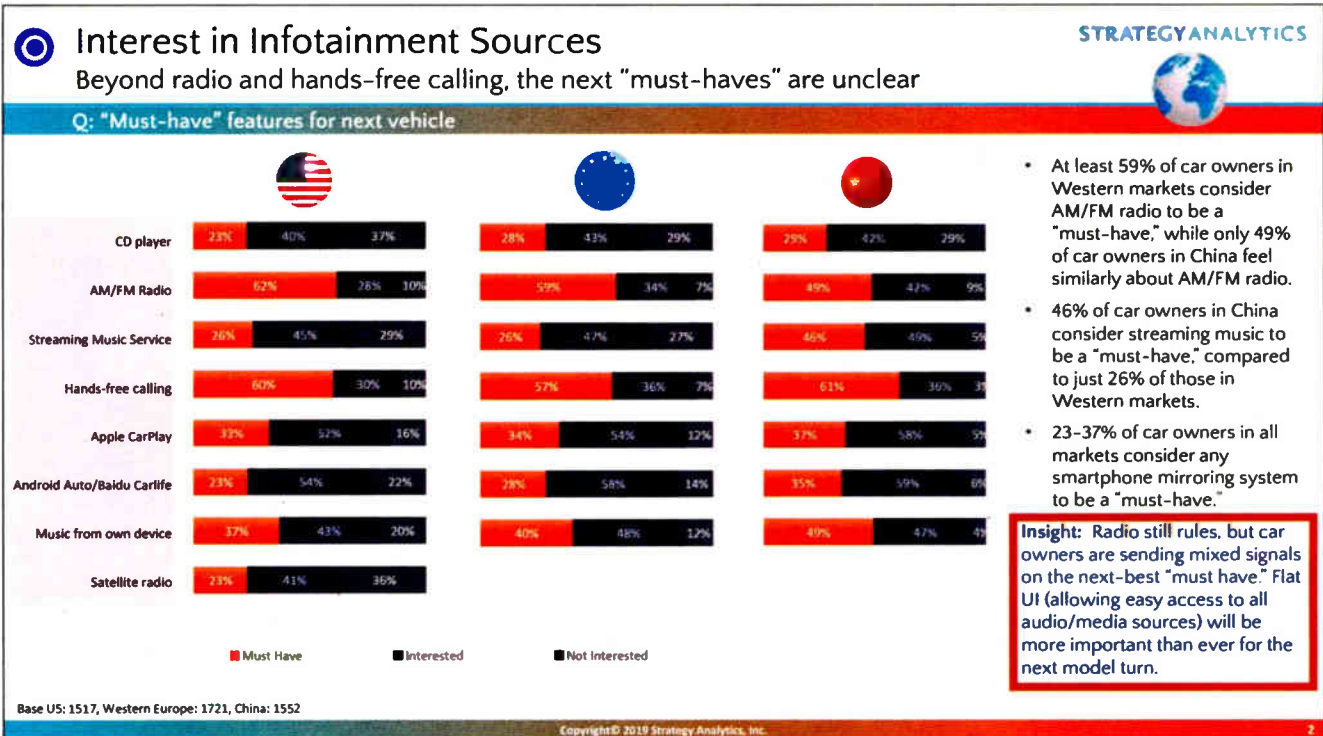 Interest in Infotainment Sources
STRATEGYANALYTICS
Beyond radio and hands-free calling, the next "must-haves" are unclear
Q: "Must-have" features for next vehicle
CD player 23% 40% 37% 28% 43% 29% 29% 42% 29%
AM/FM Radio 62% 28% 10% 59% 34% 7% 49% 42% 9%
Streaming Music Service 26% 45% 29% 26% 47% 27% 46% 49% 5%
Hands-free calling 60% 30% 10% 57% 36% 7% 61% 36% 3%
Apple CarPlay 33% 52% 16% 34% 54% 12% 37% 58% 5%
Android Auto/Baidu Carlife 23% 54% 22% 28% 58% 14% 35% 59% 6%
Music from own device 37% 43% 20% 40% 48% 12% 49% 47% 4%
Satellite radio 23% 41% 36%
Must Have Interested Not Interested
• At least 59% of car owners in
Western markets consider
AM/FM radio to be a
"must-have," while only 49%
of car owners in China feel
similarly about AM/FM radio.
• 46% of car owners in China
consider streaming music to
be a "must-have," compared
to just 26% of those in
Western markets.
• 23-37% of car owners in all
markets consider any
smartphone mirroring system
to be a "must-have."
Insight: Radio still rules, but car
owners are sending mixed signals
on the next-best "must have." Flat
UI (allowing easy access to all
audio/media sources) will be
more important than ever for the
next model turn.
Base US: 1517, Western Europe: 1721, China: 1552
Copyright© 2019 Strategy Analytics, Inc.
2